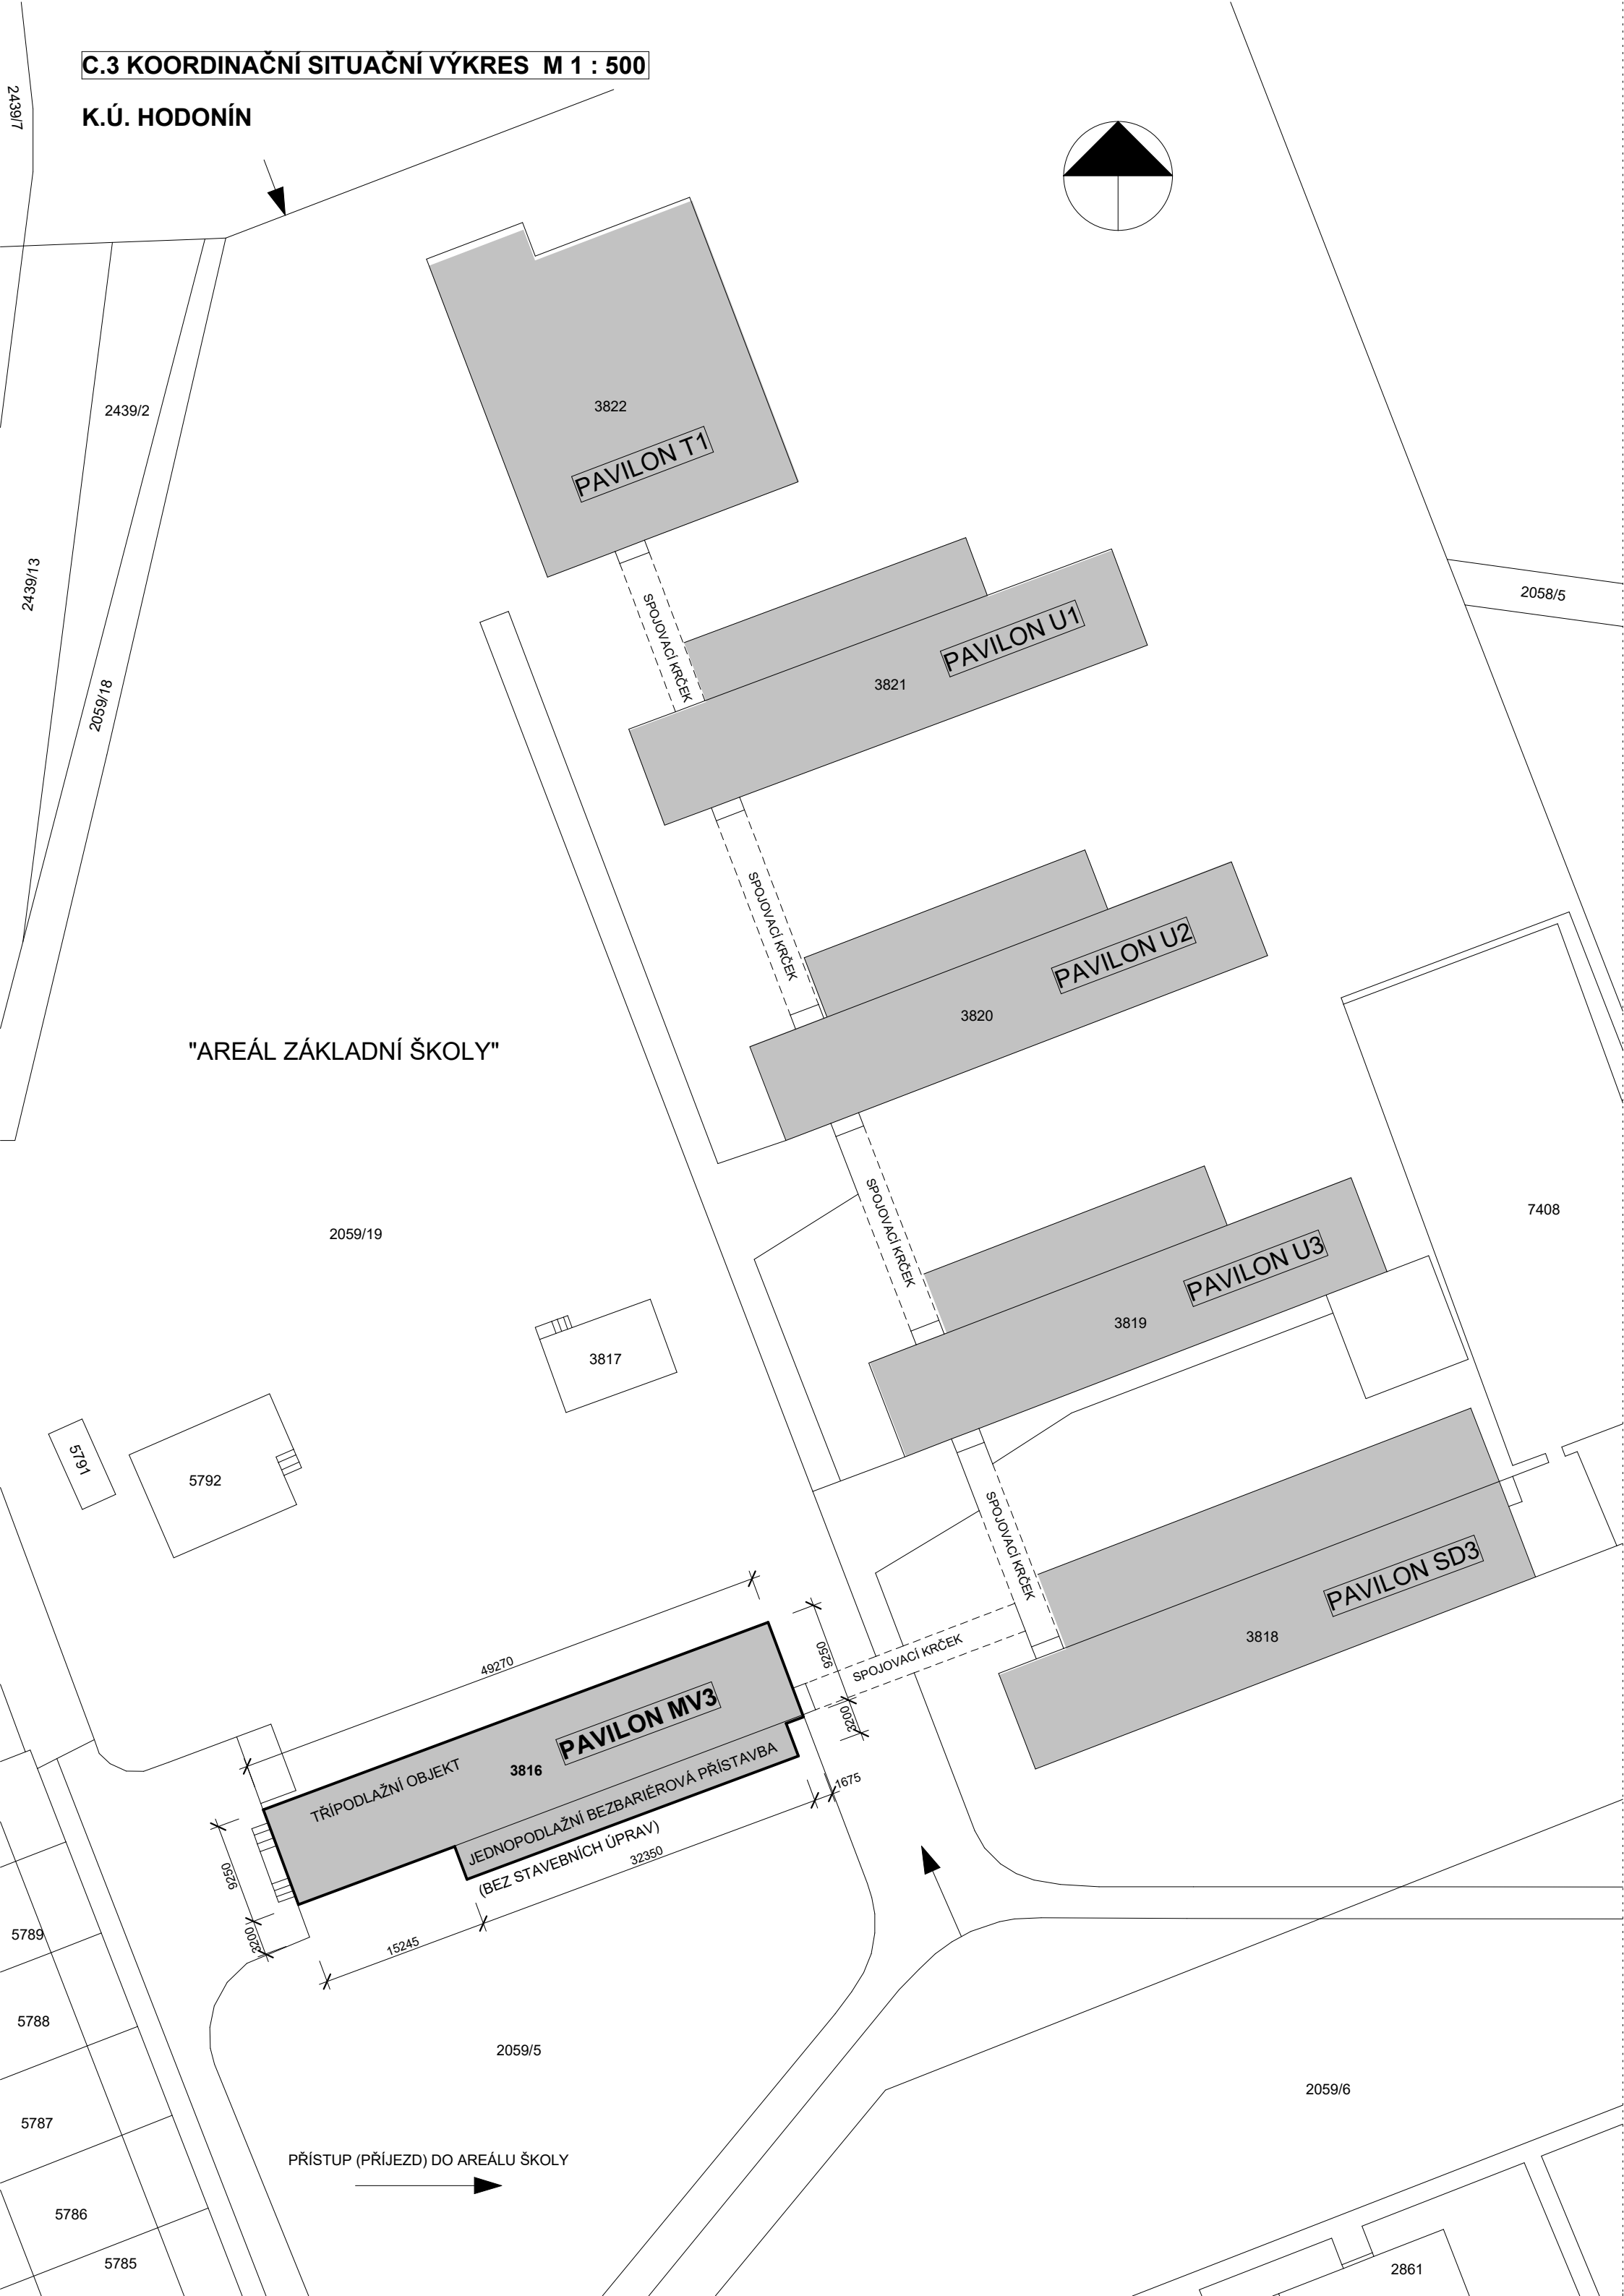 C.3 KOORDINAČNÍ SITUAČNÍ VÝKRES M 1 : 500
K.Ú. HODONÍN
2439/7
2439/2
2439/13
2059/18
3822
PAVILON T1
SPOJOVACÍ KRČEK
PAVILON U1
3821
2058/5
SPOJOVACÍ KRČEK
PAVILON U2
3820
"AREÁL ZÁKLADNÍ ŠKOLY"
2059/19
SPOJOVACÍ KRČEK
7408
PAVILON U3
3819
3817
5791
5792
SPOJOVACÍ KRČEK
PAVILON SD3
3818
SPOJOVACÍ KRČEK
49270
9250
3200
PAVILON MV3
3816
TŘÍPODLAŽNÍ OBJEKT
JEDNOPODLAŽNÍ BEZBARIÉROVÁ PŘÍSTAVBA
(BEZ STAVEBNÍCH ÚPRAV)
1675
32350
9250
3200
15245
5789
5788
2059/5
2059/6
5787
PŘÍSTUP (PŘÍJEZD) DO AREÁLU ŠKOLY
5786
5785
2861